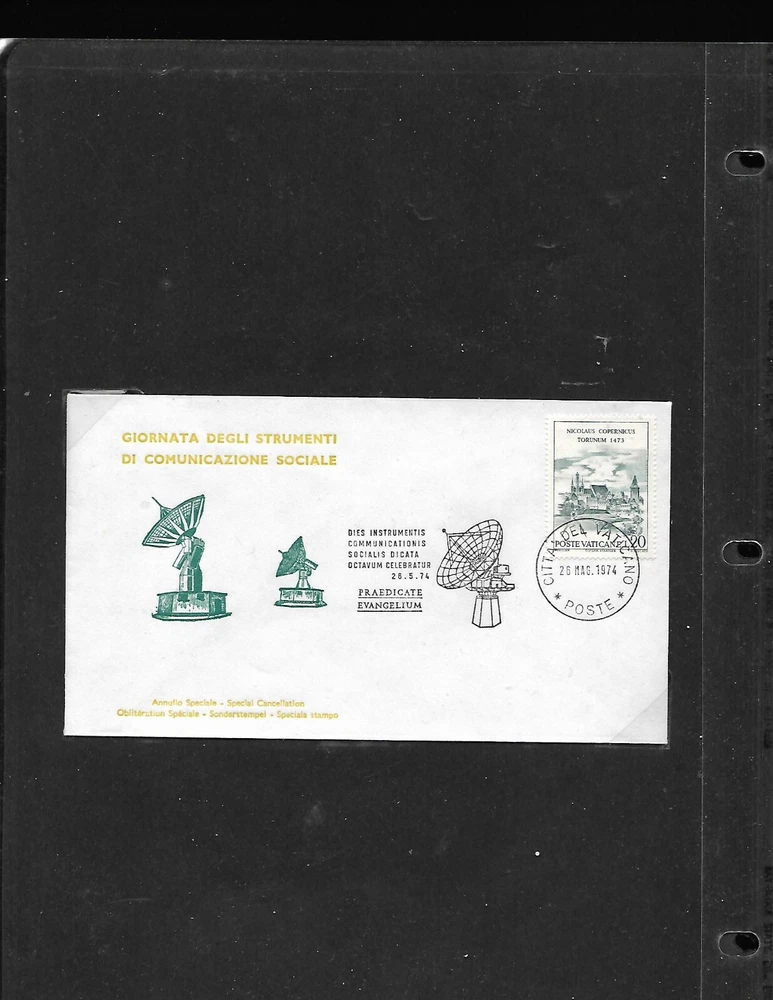 GIORNATA DEGLI STRUMENTI
DI COMUNICAZIONE SOCIALE
NICOLAUS COPERNICUS
TORUNUM 1473
POSTE VATICANE L.20
DIES INSTRUMENTIS
COMMUNICATIONIS
SOCIALIS DICATA
OCTAVUM CELEBRATUR
26.5.74
PRAEDICATE
EVANGELIUM
CITTA DEL VATICANO
26 MAG.1974
* POSTE *
Annullo Speciale - Special Cancellation
Oblitération Spéciale - Sonderstempel - Speciala stampo